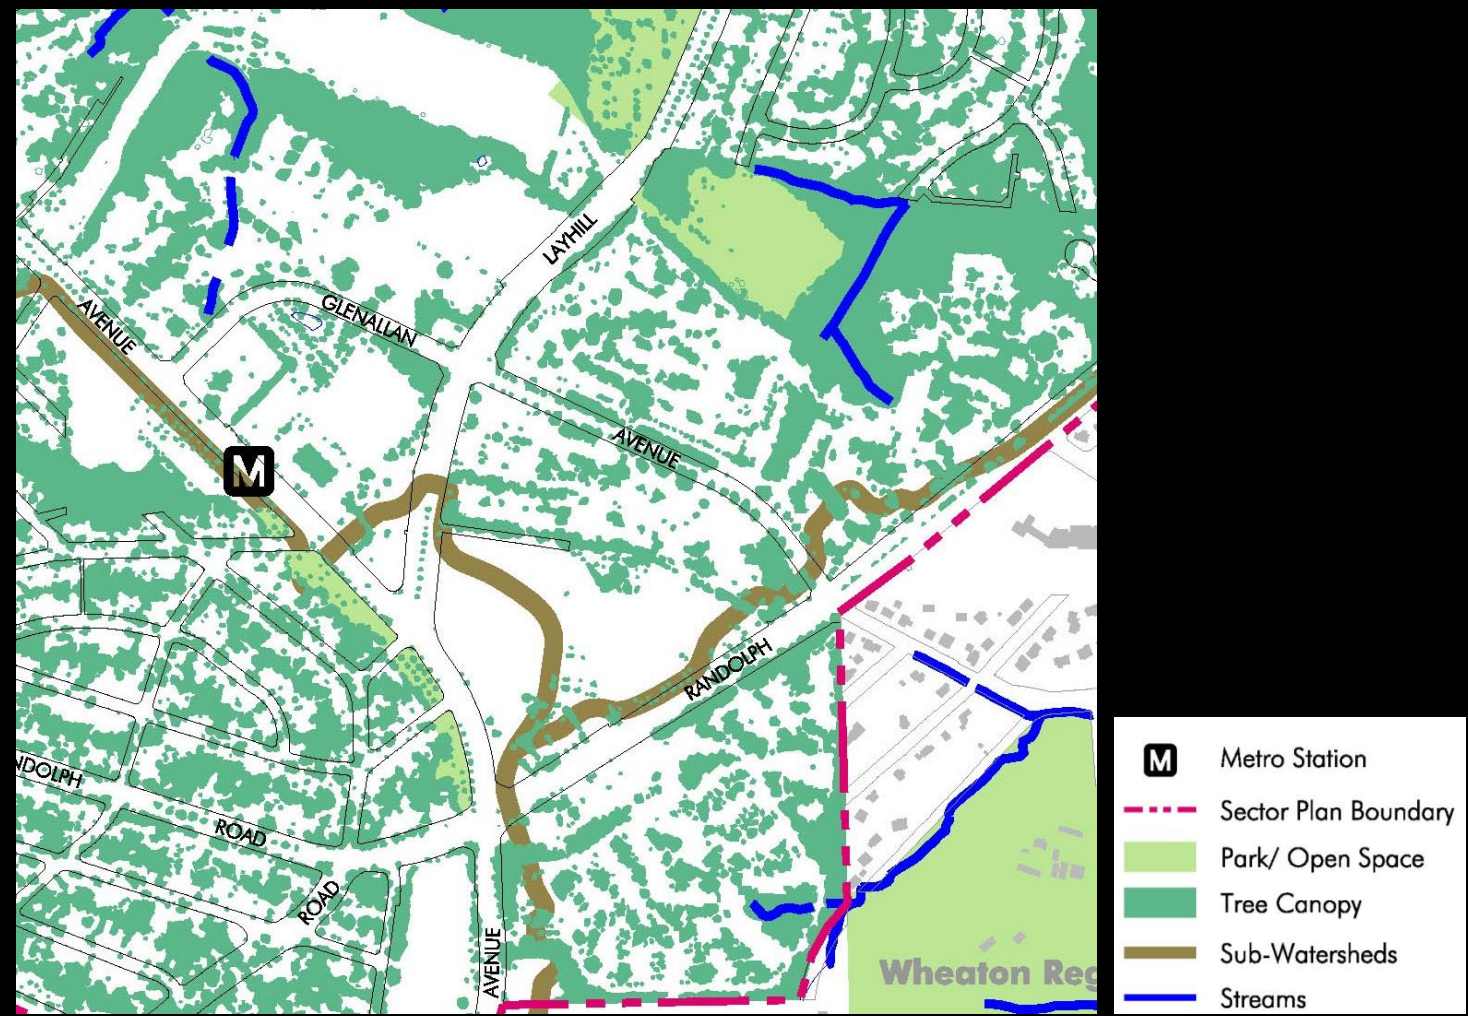 LAYHILL
GLENALLAN
AVENUE
AVENUE
M
RANDOLPH
NDOLPH
ROAD
ROAD
AVENUE
Wheaton Reg
M Metro Station
Sector Plan Boundary
Park/ Open Space
Tree Canopy
Sub-Watersheds
Streams